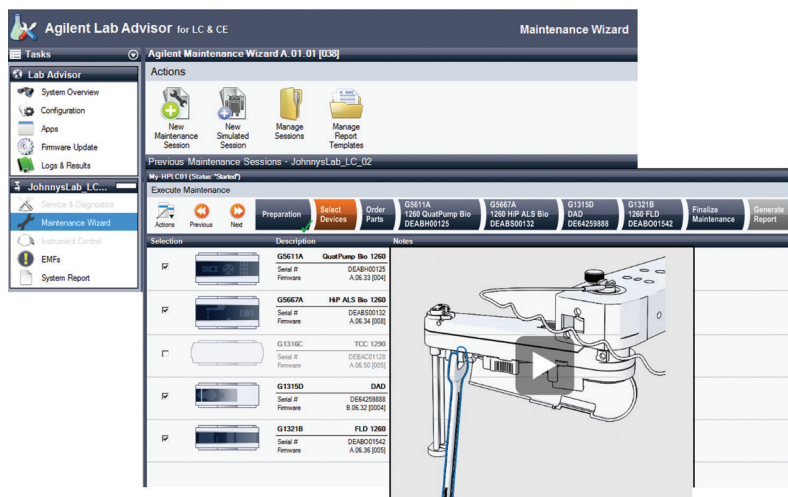 Agilent Lab Advisor for LC & CE
Maintenance Wizard
Tasks
Lab Advisor
System Overview
Configuration
Apps
Firmware Update
Logs & Results
JohnnysLab_LC...
Service & Diagnostics
Maintenance Wizard
Instrument Control
EMFs
System Report
Agilent Maintenance Wizard A.01.01 [038]
Actions
New Maintenance Session
New Simulated Session
Manage Sessions
Manage Report Templates
Previous Maintenance Sessions - JohnnysLab_LC_02
My-HPLC01 (Status: "Started")
Execute Maintenance
Actions
Previous
Next
Preparation
Select Devices
Order Parts
G5611A
1260 QuatPump Bio
DEABH00125
G5667A
1260 HiP ALS Bio
DEABS00132
G1315D
DAD
DE64259888
G1321B
1260 FLD
DEABO01542
Finalize Maintenance
Generate Report
Selection Description Notes
G5611A QuatPump Bio 1260
Serial # DEABH00125
Firmware A.06.33 [004]
G5667A HiP ALS Bio 1260
Serial # DEABS00132
Firmware A.06.34 [008]
G1316C TCC 1290
Serial # DEBAC01128
Firmware A.06.50 [005]
G1315D DAD
Serial # DE64259888
Firmware B.06.32 [0004]
G1321B FLD 1260
Serial # DEABO01542
Firmware A.06.36 [005]